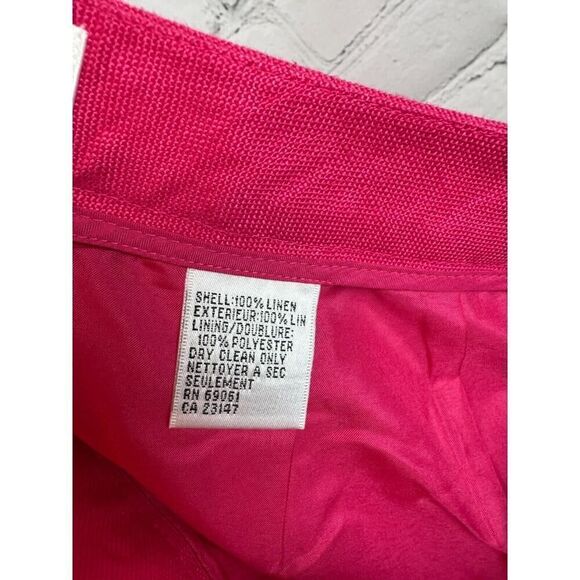 SHELL:100% LINEN
EXTERIEUR:100% LIN
LINING/DOUBLURE:
100% POLYESTER
DRY CLEAN ONLY
NETTOYER A SEC
SEULEMENT
RN 69061
CA 23147